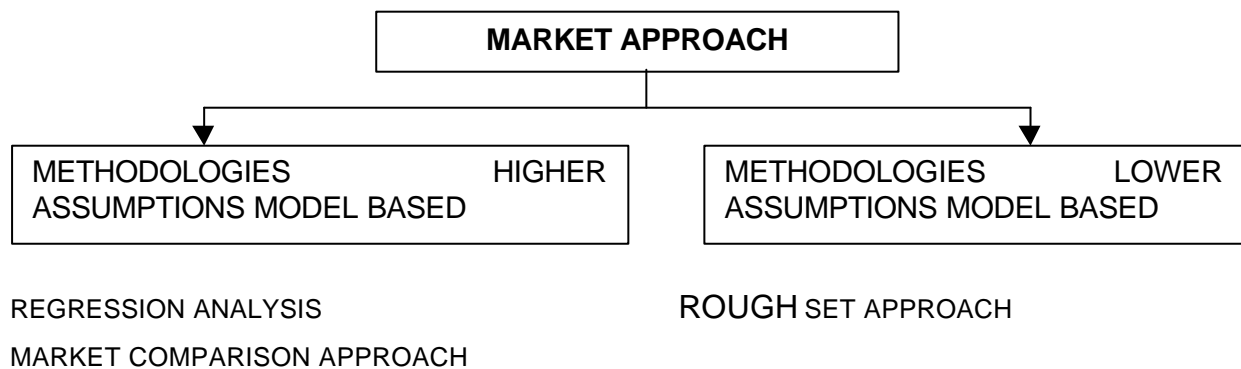 MARKET APPROACH
METHODOLOGIES HIGHER
ASSUMPTIONS MODEL BASED
METHODOLOGIES LOWER
ASSUMPTIONS MODEL BASED
REGRESSION ANALYSIS
MARKET COMPARISON APPROACH
ROUGH SET APPROACH